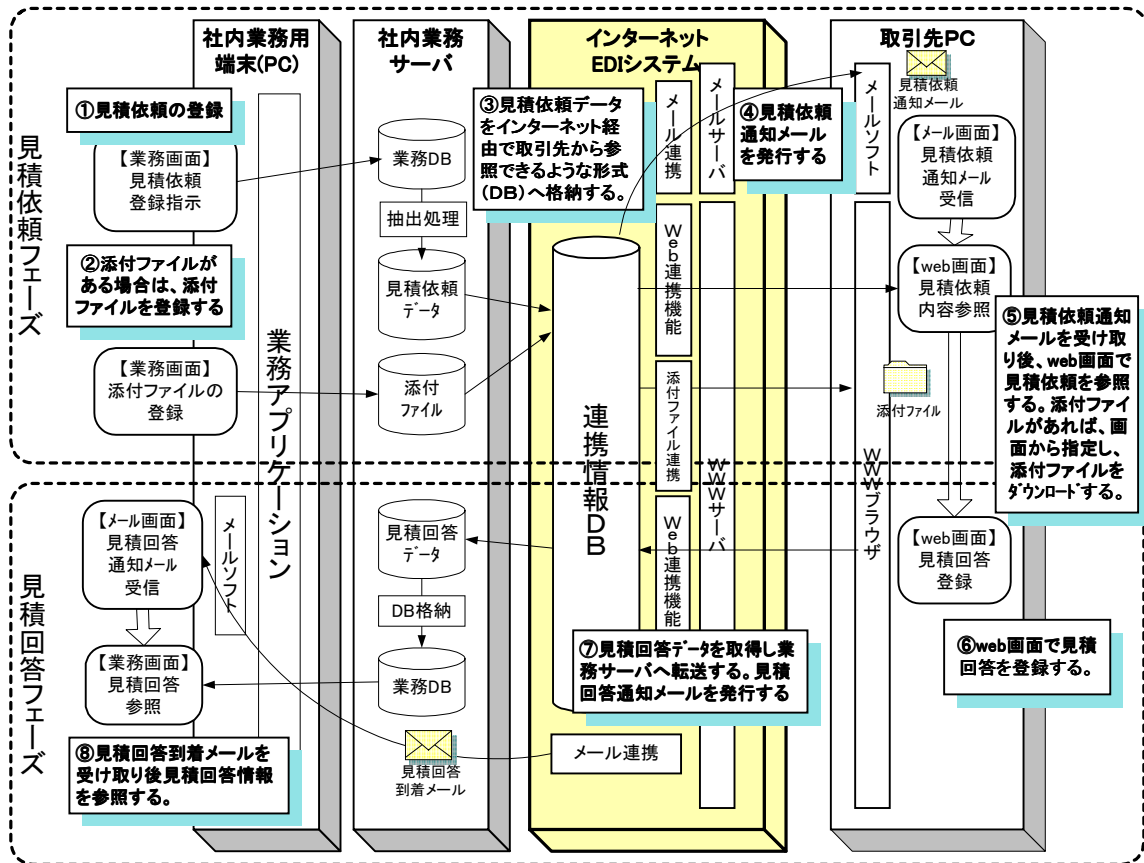 社内業務用
端末(PC)
社内業務
サーバ
インターネット
EDIシステム
取引先PC
見積依頼フェーズ
①見積依頼の登録
【業務画面】
見積依頼
登録指示
②添付ファイルが
ある場合は、添付
ファイルを登録する
【業務画面】
添付ファイルの
登録
業務アプリケーション
業務DB
抽出処理
見積依頼
データ
添付
ファイル
③見積依頼データ
をインターネット経
由で取引先から参
照できるような形式
(DB)へ格納する。
連携情報DB
メール連携
メールサーバ
Web連携機能
添付ファイル連携
WWWサーバ
④見積依頼
通知メール
を発行する
メールソフト
見積依頼
通知メール
【メール画面】
見積依頼
通知メール
受信
【web画面】
見積依頼
内容参照
添付ファイル
WWWブラウザ
⑤見積依頼通知
メールを受け取
り後、web画面で
見積依頼を参照
する。添付ファイ
ルがあれば、画
面から指定し、
添付ファイルを
ダウンロードする。
見積回答フェーズ
【メール画面】
見積回答
通知メール
受信
メールソフト
【業務画面】
見積回答
参照
⑧見積回答到着メールを
受け取り後見積回答情報
を参照する。
見積回答
データ
DB格納
業務DB
見積回答
到着メール
Web連携機能
⑦見積回答データを取得し業
務サーバへ転送する。見積
回答通知メールを発行する
メール連携
【web画面】
見積回答
登録
⑥web画面で見積
回答を登録する。